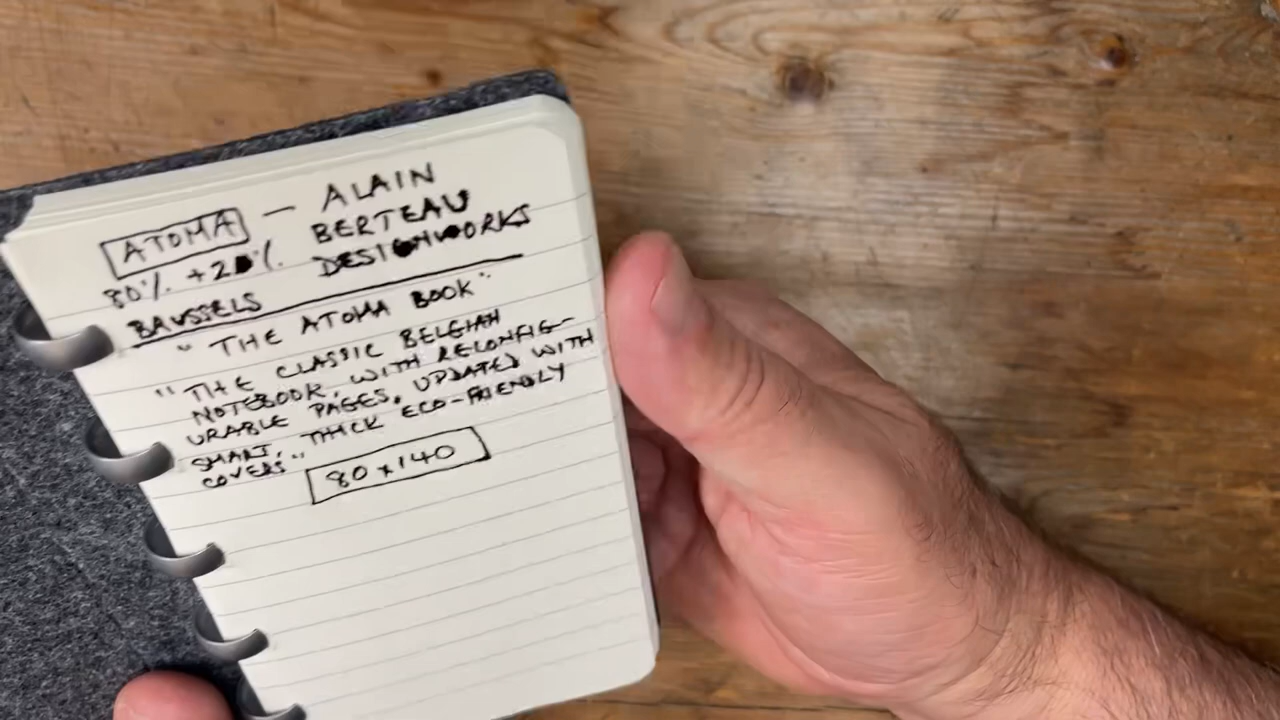 ATOMA — ALAIN
80% + 20% BERTEAU
BRUSSELS DESIGNWORKS
"THE ATOMA BOOK"
"THE CLASSIC BELGIAN
NOTEBOOK, WITH RECONFIG-
URABLE PAGES, UPDATED WITH
SMART, THICK ECO-FRIENDLY
COVERS"
80 x 140